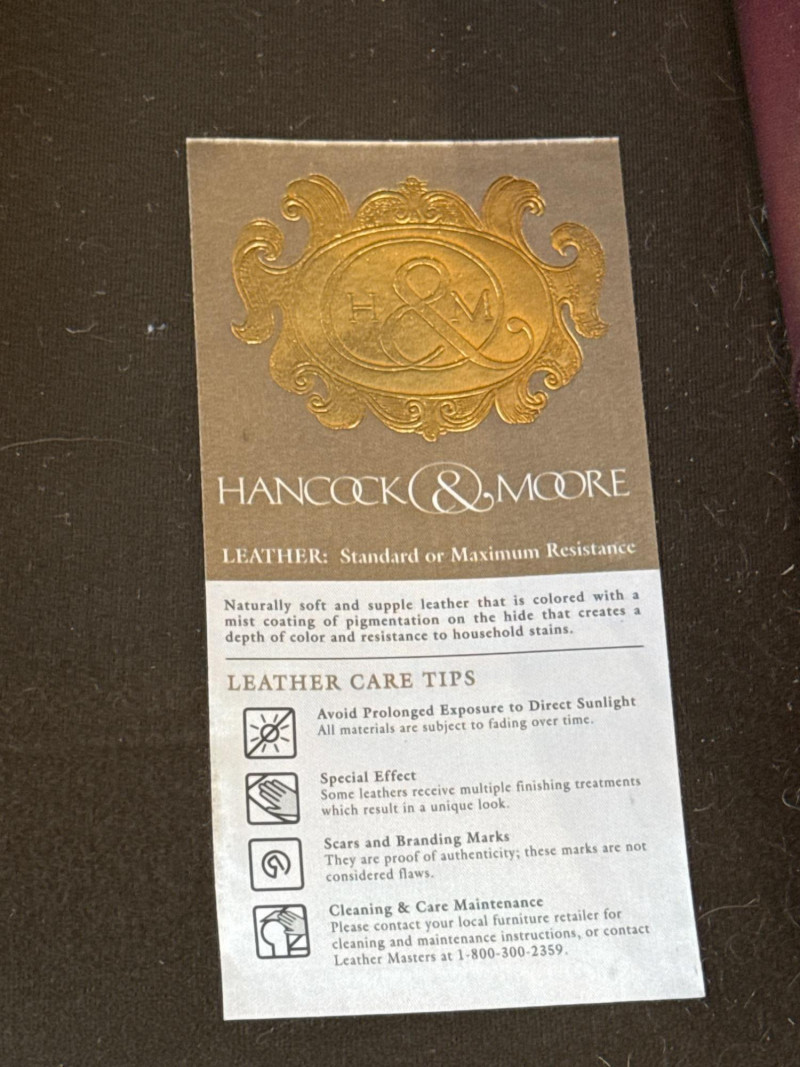 H & M
HANCOCK & MOORE
LEATHER: Standard or Maximum Resistance
Naturally soft and supple leather that is colored with a
mist coating of pigmentation on the hide that creates a
depth of color and resistance to household stains.
LEATHER CARE TIPS
Avoid Prolonged Exposure to Direct Sunlight
All materials are subject to fading over time.
Special Effect
Some leathers receive multiple finishing treatments
which result in a unique look.
Scars and Branding Marks
They are proof of authenticity; these marks are not
considered flaws.
Cleaning & Care Maintenance
Please contact your local furniture retailer for
cleaning and maintenance instructions, or contact
Leather Masters at 1-800-300-2359.